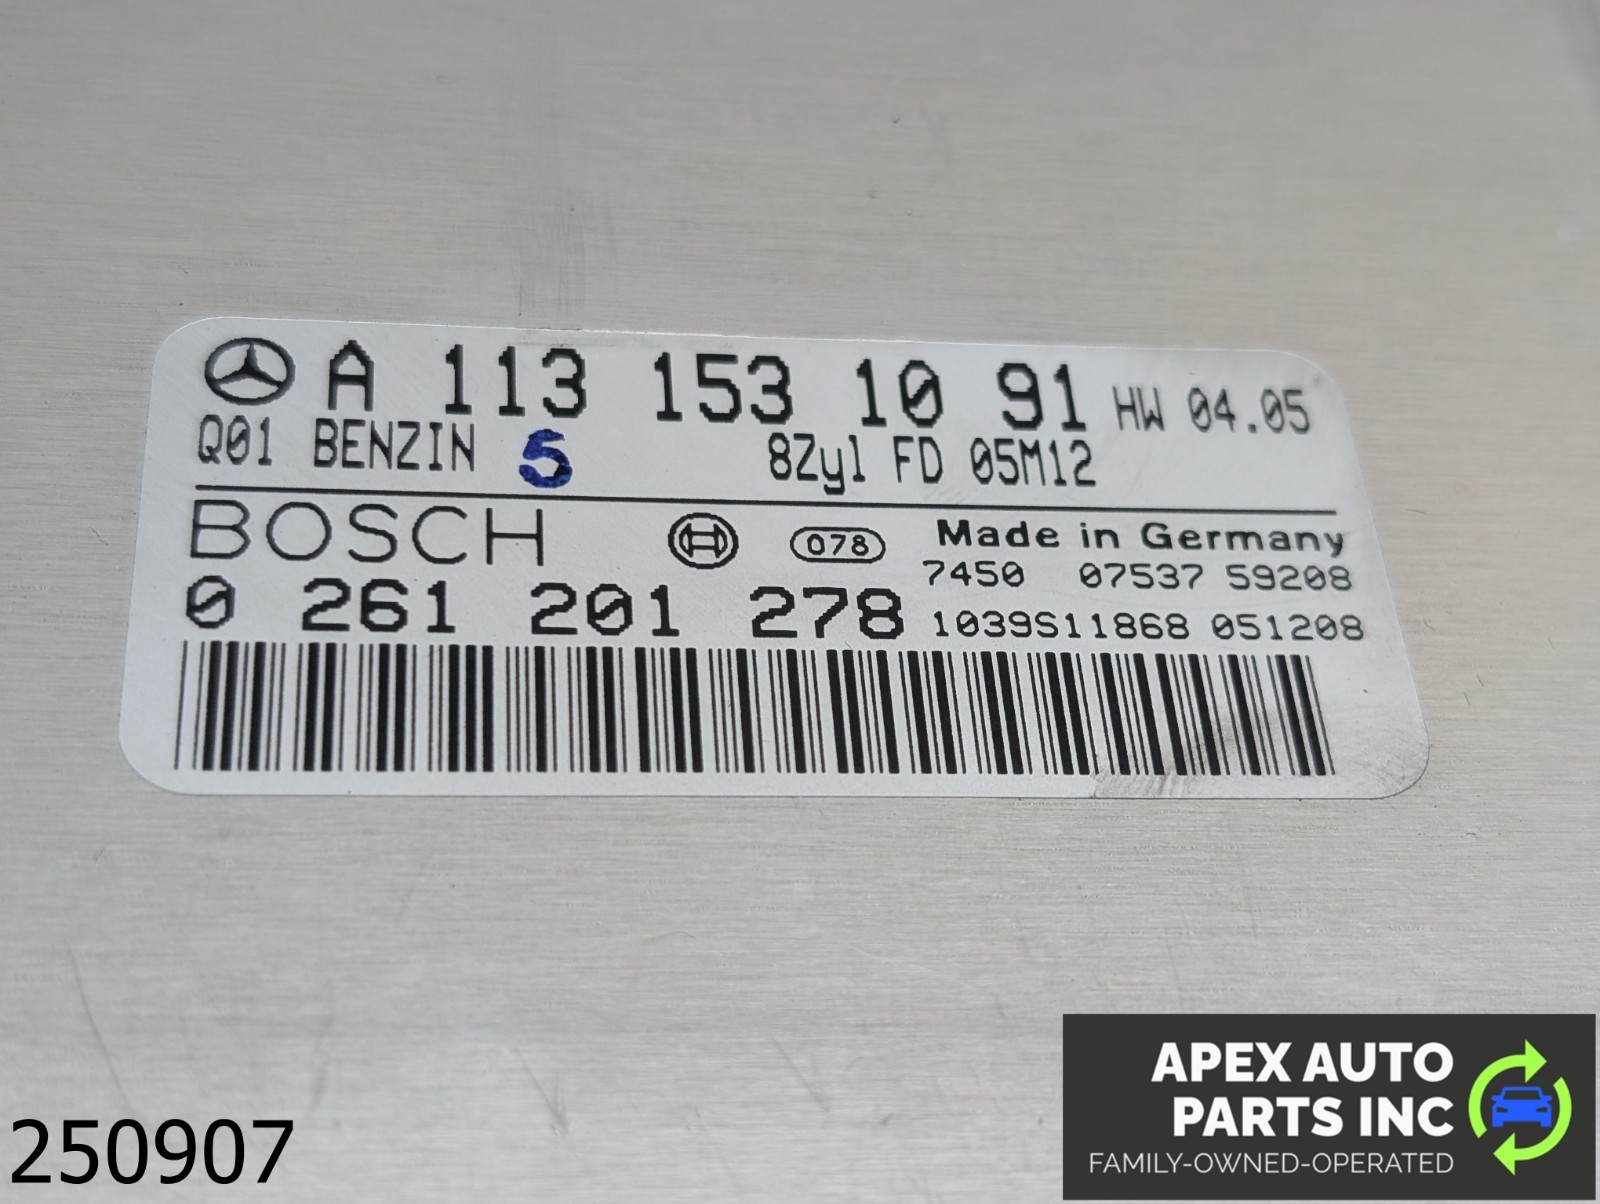 A 113 153 10 91 HW 04.05
Q01 BENZIN 5 8Zyl FD 05M12
BOSCH H 078 Made in Germany
7450 07537 59208
0 261 201 278 1039S11868 051208
APEX AUTO
PARTS INC
FAMILY-OWNED-OPERATED
250907